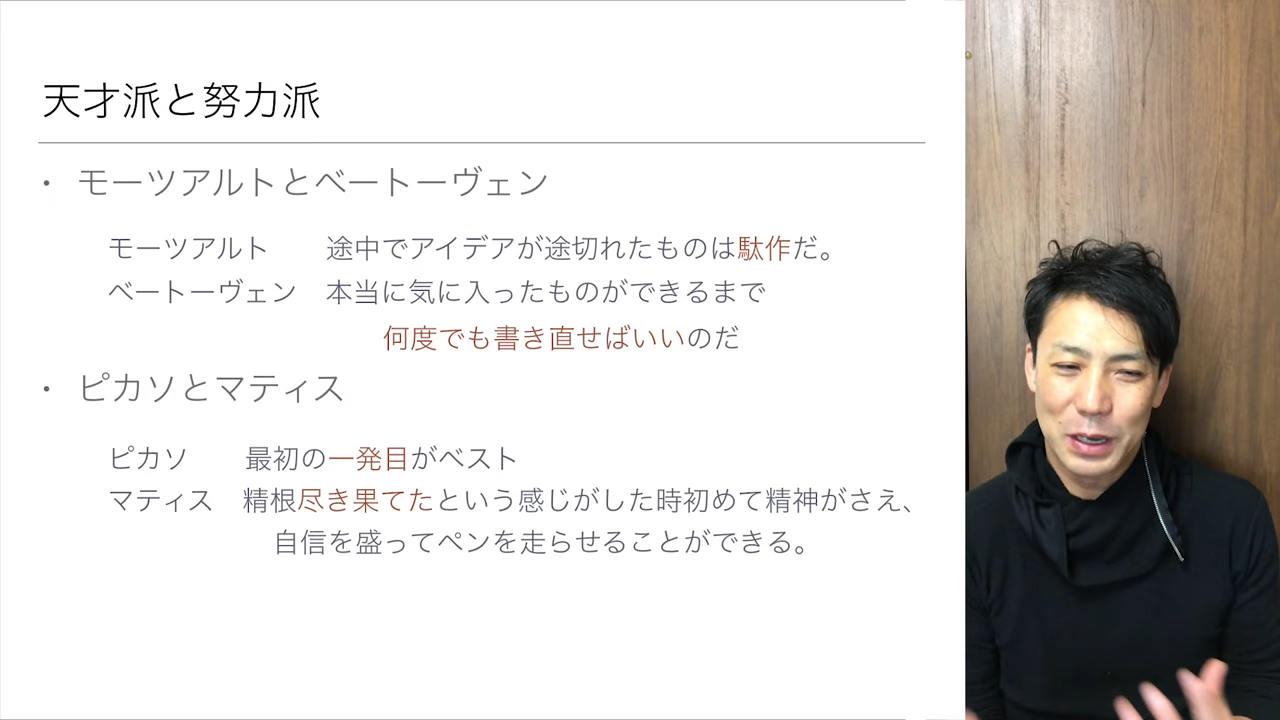 天才派と努力派
・ モーツアルトとベートーヴェン
モーツアルト 途中でアイデアが途切れたものは駄作だ。
ベートーヴェン 本当に気に入ったものができるまで
何度でも書き直せばいいのだ
・ ピカソとマティス
ピカソ 最初の一発目がベスト
マティス 精根尽き果てたという感じがした時初めて精神がさえ、
自信を盛ってペンを走らせることができる。